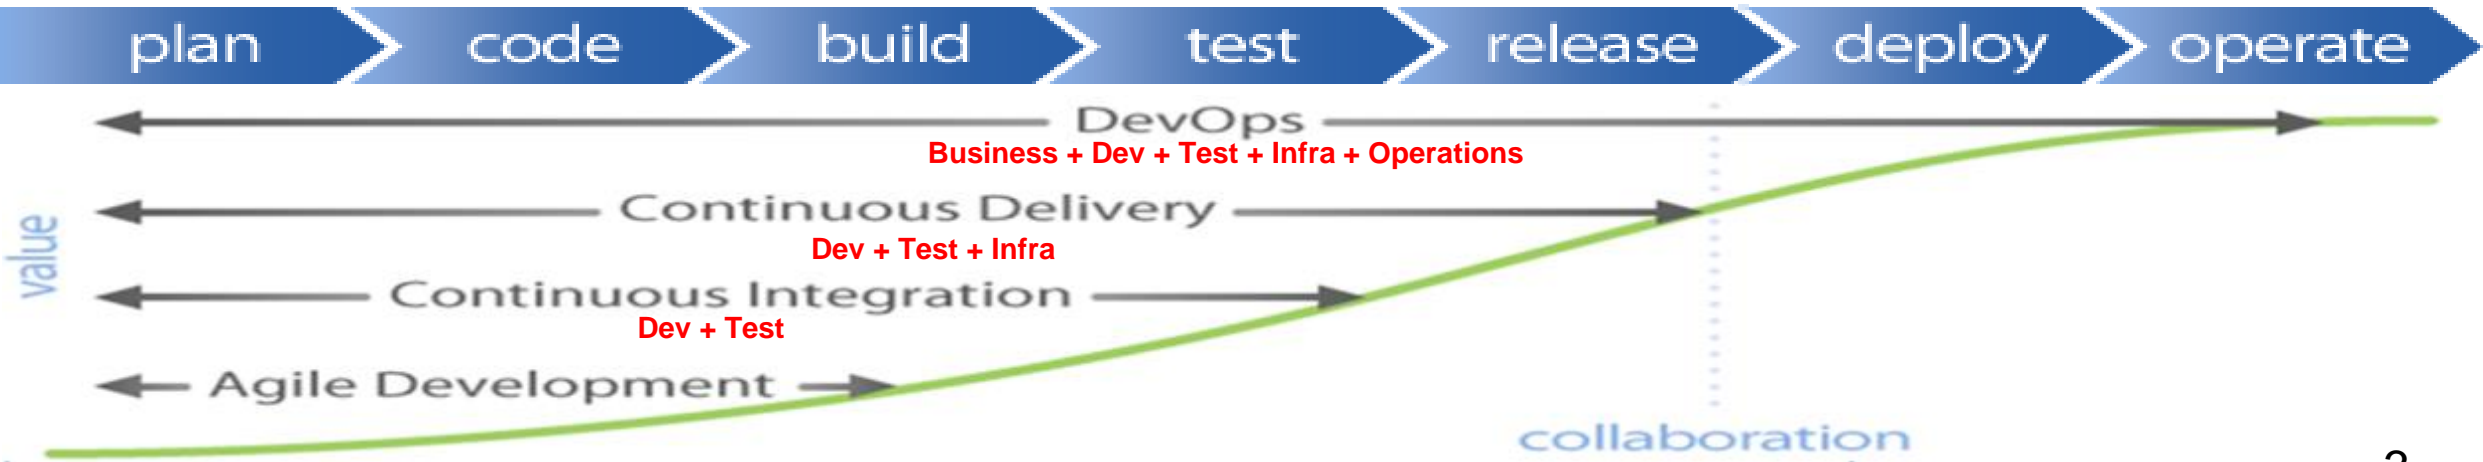 plan code build test release deploy operate
DevOps
Business + Dev + Test + Infra + Operations
Continuous Delivery
Dev + Test + Infra
value
Continuous Integration
Dev + Test
Agile Development
collaboration